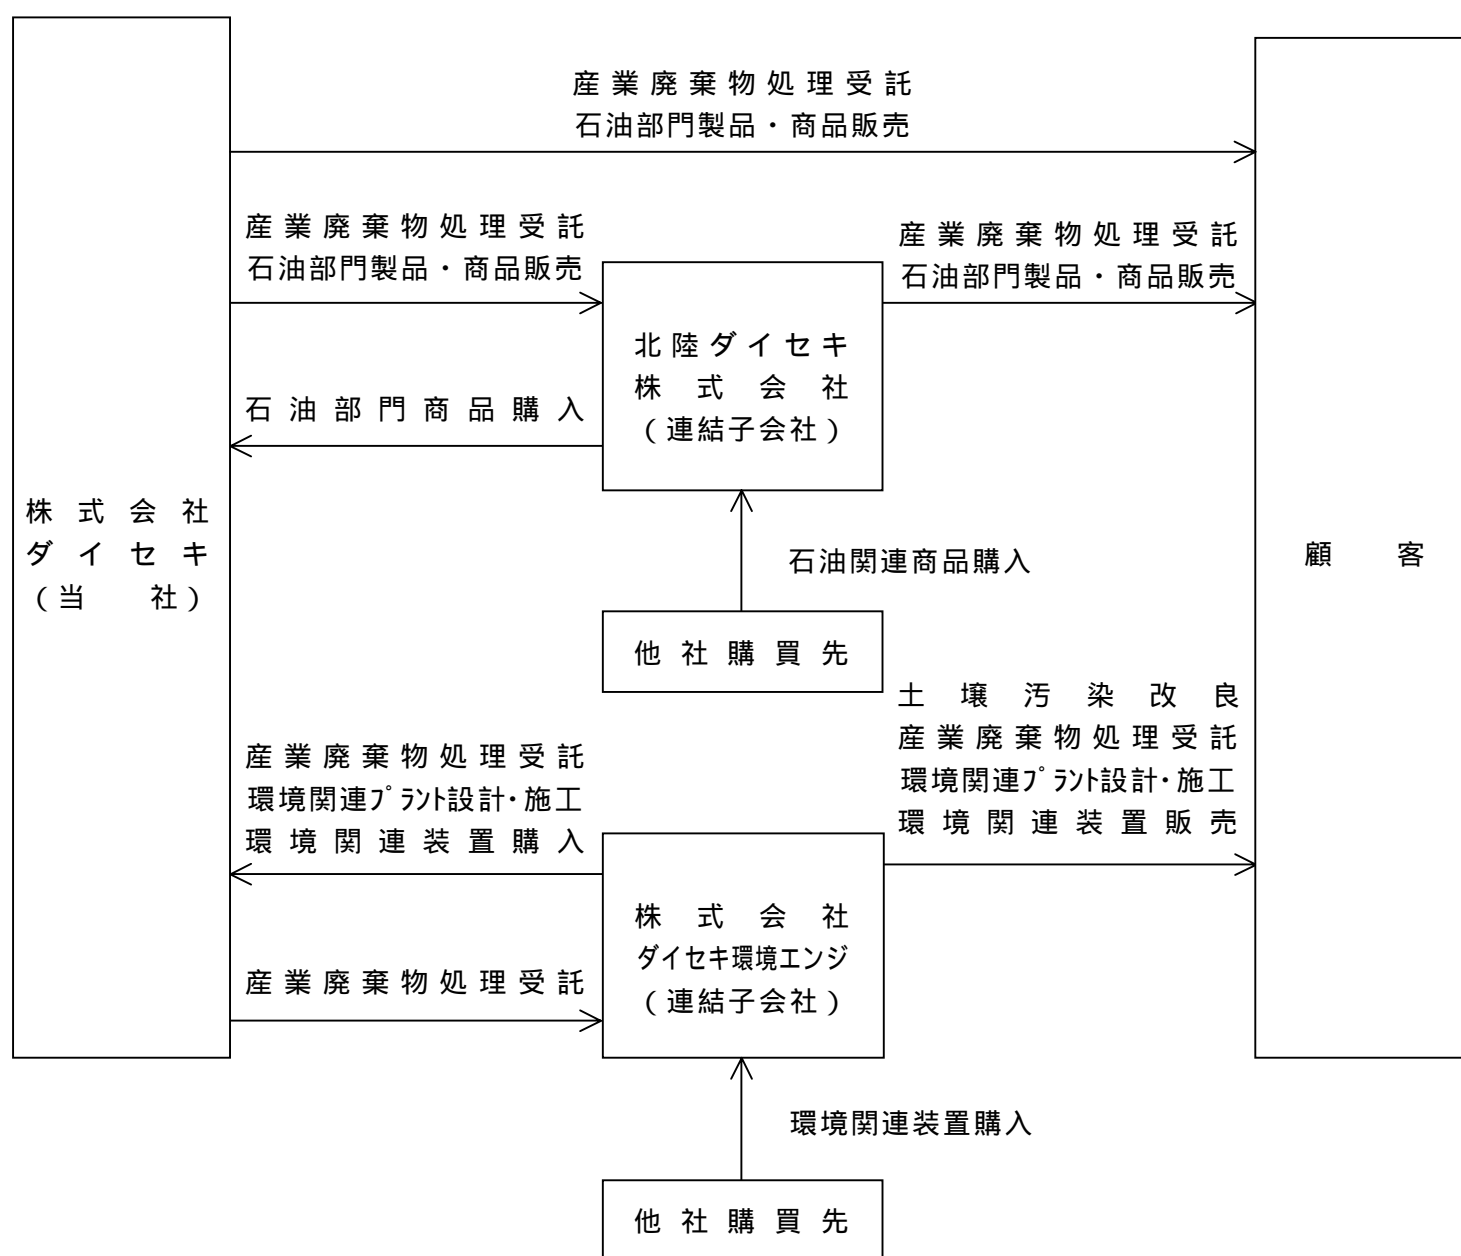 産業廃棄物処理受託
石油部門製品・商品販売
産業廃棄物処理受託
石油部門製品・商品販売
産業廃棄物処理受託
石油部門製品・商品販売
北陸ダイセキ
株式会社
(連結子会社)
石油部門商品購入
株式会社
ダイセキ
(当社)
石油関連商品購入
顧客
他社購買先
土壌汚染改良
産業廃棄物処理受託
環境関連プラント設計・施工
環境関連装置販売
産業廃棄物処理受託
環境関連プラント設計・施工
環境関連装置購入
株式会社
ダイセキ環境エンジ
(連結子会社)
産業廃棄物処理受託
環境関連装置購入
他社購買先